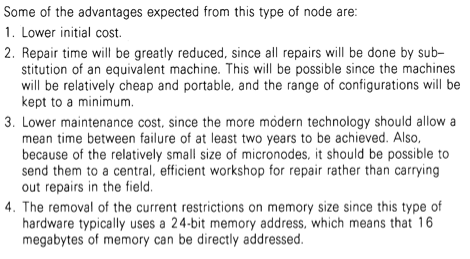 Some of the advantages expected from this type of node are:
1. Lower initial cost.
2. Repair time will be greatly reduced, since all repairs will be done by sub-
stitution of an equivalent machine. This will be possible since the machines
will be relatively cheap and portable, and the range of configurations will be
kept to a minimum.
3. Lower maintenance cost, since the more modern technology should allow a
mean time between failure of at least two years to be achieved. Also,
because of the relatively small size of micronodes, it should be possible to
send them to a central, efficient workshop for repair rather than carrying
out repairs in the field.
4. The removal of the current restrictions on memory size since this type of
hardware typically uses a 24-bit memory address, which means that 16
megabytes of memory can be directly addressed.